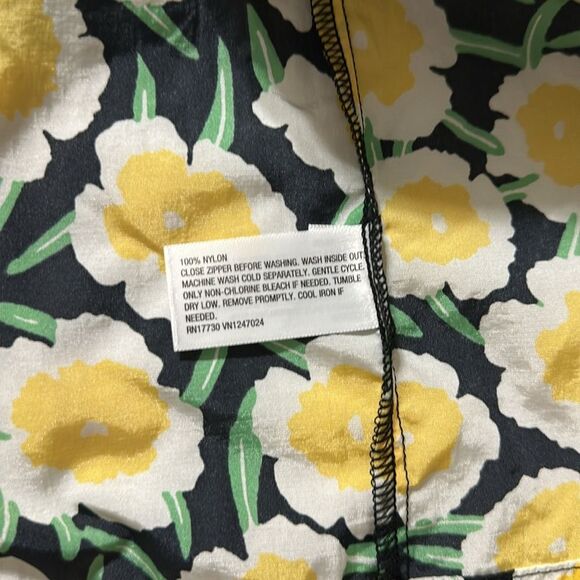 100% NYLON
CLOSE ZIPPER BEFORE WASHING. WASH INSIDE OUT.
MACHINE WASH COLD SEPARATELY. GENTLE CYCLE.
ONLY NON-CHLORINE BLEACH IF NEEDED. TUMBLE
DRY LOW. REMOVE PROMPTLY. COOL IRON IF
NEEDED.
RN17730 VN1247024